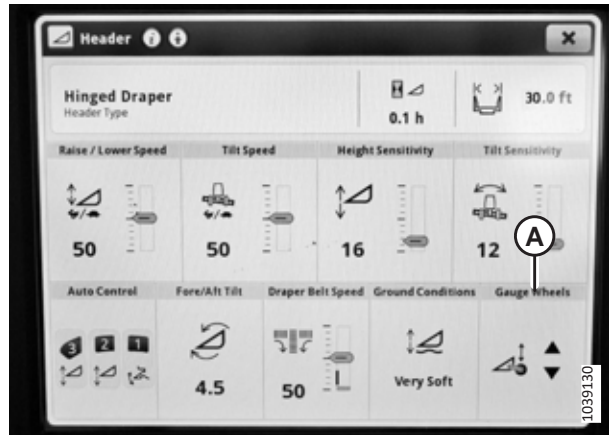 Header
Hinged Draper
Header Type
0.1 h
30.0 ft
Raise / Lower Speed
Tilt Speed
Height Sensitivity
Tilt Sensitivity
50
50
16
12
A
Auto Control
Fore/Aft Tilt
Draper Belt Speed
Ground Conditions
Gauge Wheels
3
2
1
4.5
50
Very Soft
1039130